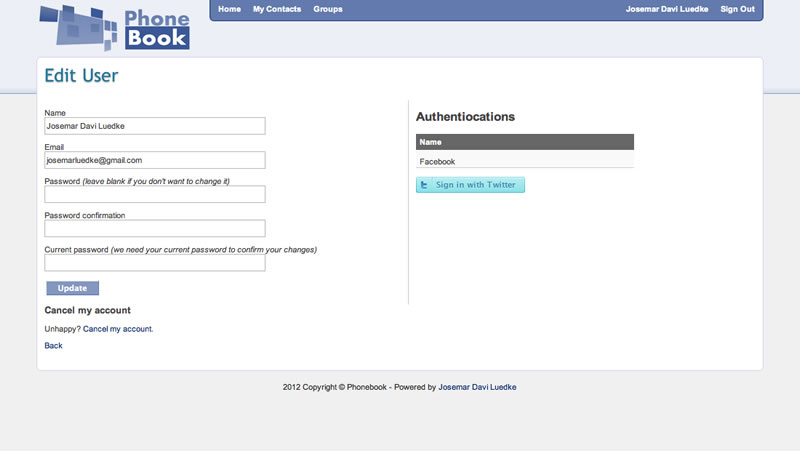 Phone
Book
Home My Contacts Groups Josemar Davi Luedke Sign Out
Edit User
Name
Josemar Davi Luedke
Email
josemarluedke@gmail.com
Password (leave blank if you don't want to change it)
Password confirmation
Current password (we need your current password to confirm your changes)
Update
Cancel my account
Unhappy? Cancel my account.
Back
Authentiocations
Name
Facebook
Sign in with Twitter
2012 Copyright © Phonebook - Powered by Josemar Davi Luedke